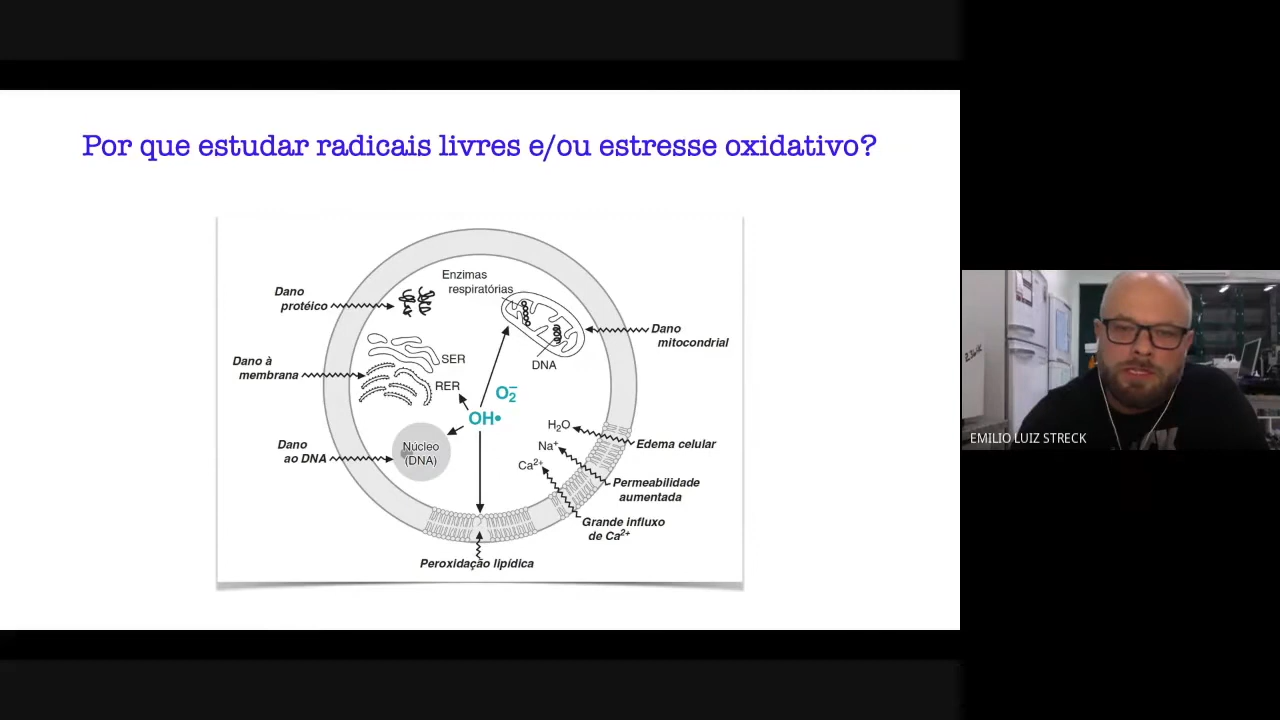 Por que estudar radicais livres e/ou estresse oxidativo?
Enzimas
respiratórias
Dano
protéico
Dano
mitocondrial
SER
DNA
Dano à
membrana
RER
O₂⁻
OH•
H₂O
Na⁺
Ca²⁺
Edema celular
Dano
ao DNA
Núcleo
(DNA)
Permeabilidade
aumentada
Grande influxo
de Ca²⁺
Peroxidação lipídica
EMILIO LUIZ STRECK